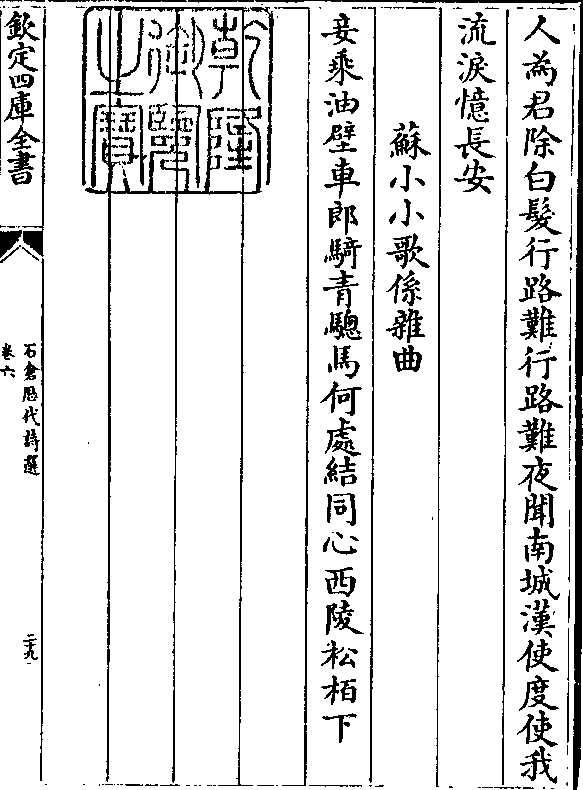 人為君除白髮行路難行路難夜聞南城漢使度使我
流淚憶長安
蘇小小歌係雜曲
妾乘油壁車郎騎青驄馬何處結同心西陵松栢下
乾隆
御覽
之寶
欽定四庫全書
石倉歷代詩選
卷六
二十九